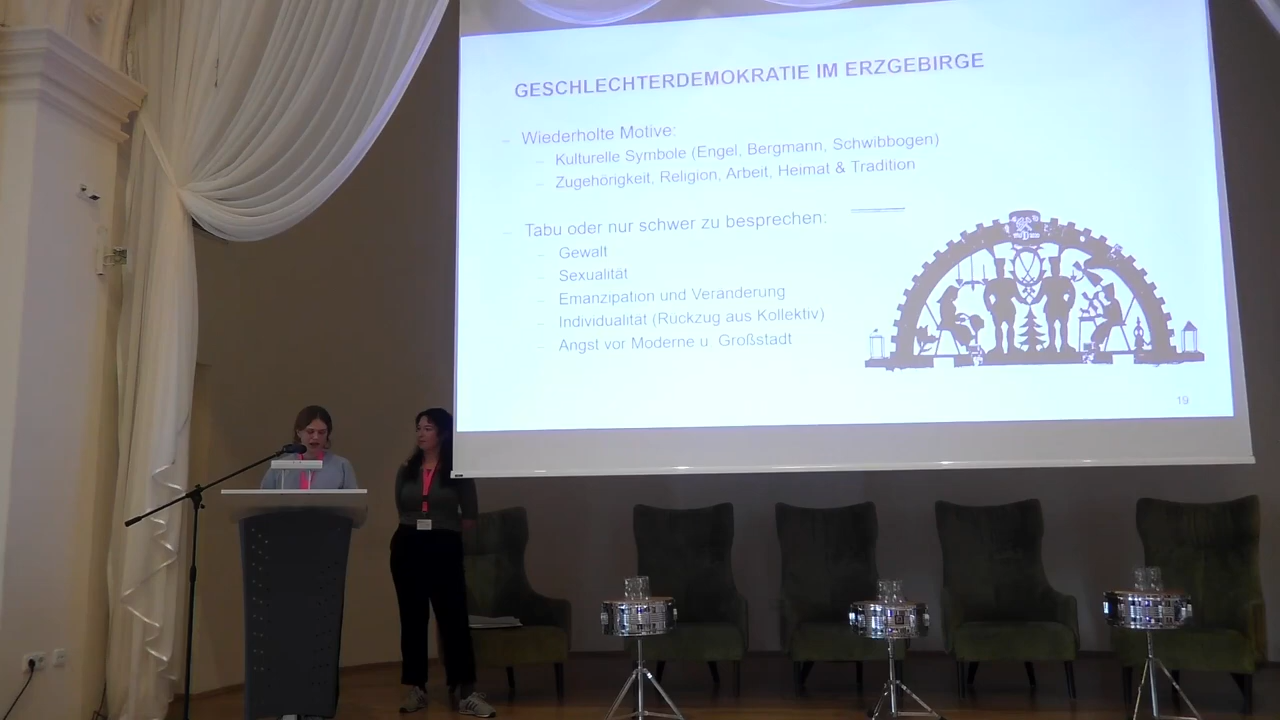 GESCHLECHTERDEMOKRATIE IM ERZGEBIRGE
– Wiederholte Motive:
– Kulturelle Symbole (Engel, Bergmann, Schwibbogen)
– Zugehörigkeit, Religion, Arbeit, Heimat & Tradition
– Tabu oder nur schwer zu besprechen:
– Gewalt
– Sexualität
– Emanzipation und Veränderung
– Individualität (Rückzug aus Kollektiv)
– Angst vor Moderne u. Großstadt
19